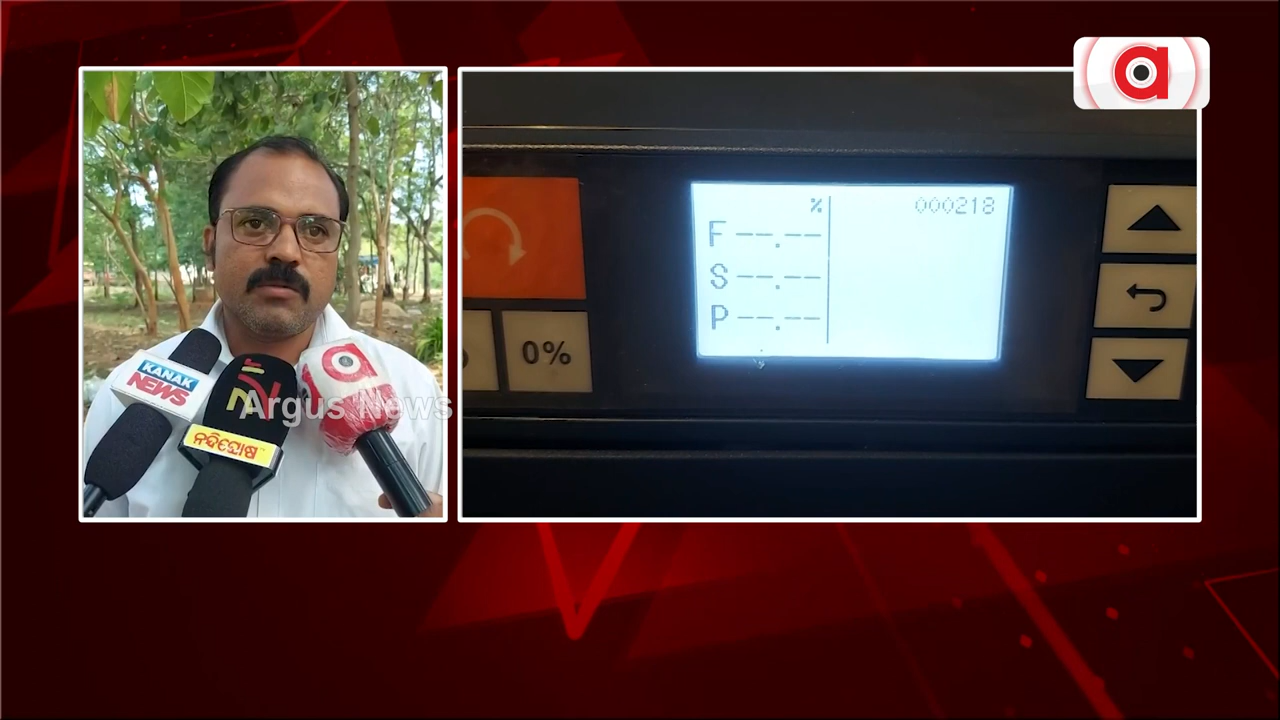 KANAK
NEWS
ନନ୍ଦିଘୋଷ
a
Argus News
a
0%
%
000218
F --.--
S --.--
P --.--